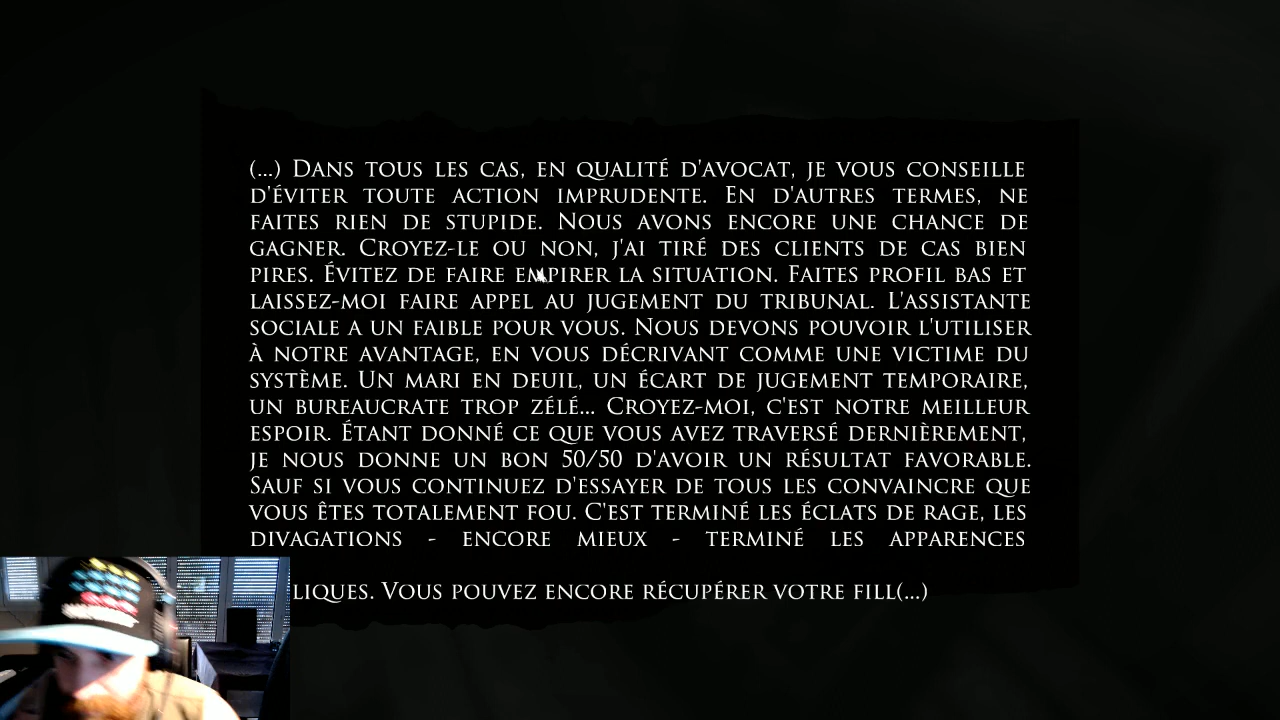 (...) Dans tous les cas, en qualité d'avocat, je vous conseille
d'éviter toute action imprudente. En d'autres termes, ne
faites rien de stupide. Nous avons encore une chance de
gagner. Croyez-le ou non, j'ai tiré des clients de cas bien
pires. Évitez de faire empirer la situation. Faites profil bas et
laissez-moi faire appel au jugement du tribunal. L'assistante
sociale a un faible pour vous. Nous devons pouvoir l'utiliser
à notre avantage, en vous décrivant comme une victime du
système. Un mari en deuil, un écart de jugement temporaire,
un bureaucrate trop zélé... Croyez-moi, c'est notre meilleur
espoir. Étant donné ce que vous avez traversé dernièrement,
je nous donne un bon 50/50 d'avoir un résultat favorable.
Sauf si vous continuez d'essayer de tous les convaincre que
vous êtes totalement fou. C'est terminé les éclats de rage, les
divagations - encore mieux - terminé les apparences
liques. Vous pouvez encore récupérer votre fill(...)